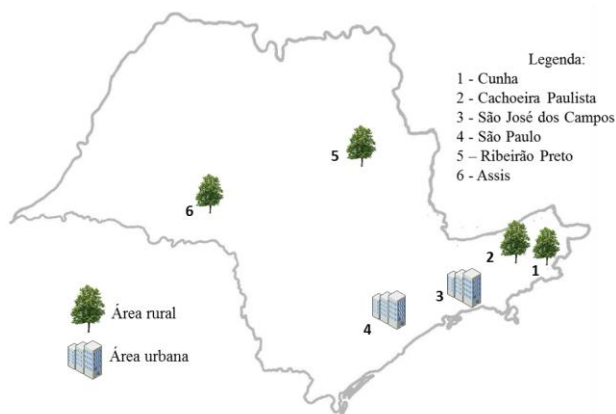 Legenda:
1 - Cunha
2 - Cachoeira Paulista
3 - São José dos Campos
4 - São Paulo
5 – Ribeirão Preto
6 - Assis
5
6
2
1
3
4
Área rural
Área urbana